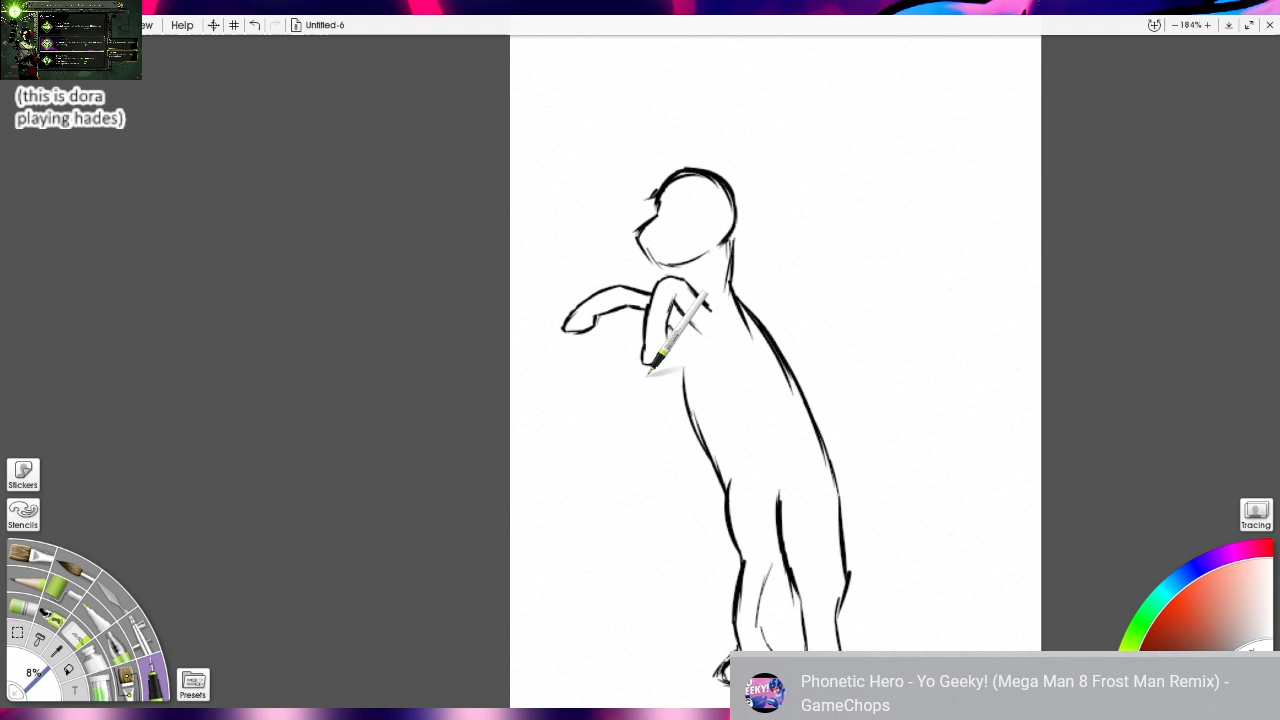 ew Help Untitled-6 184%
(this is dora
playing hades)
Stickers
Stencils
Tracing
8%
T
Presets
Phonetic Hero - Yo Geeky! (Mega Man 8 Frost Man Remix) -
GameChops